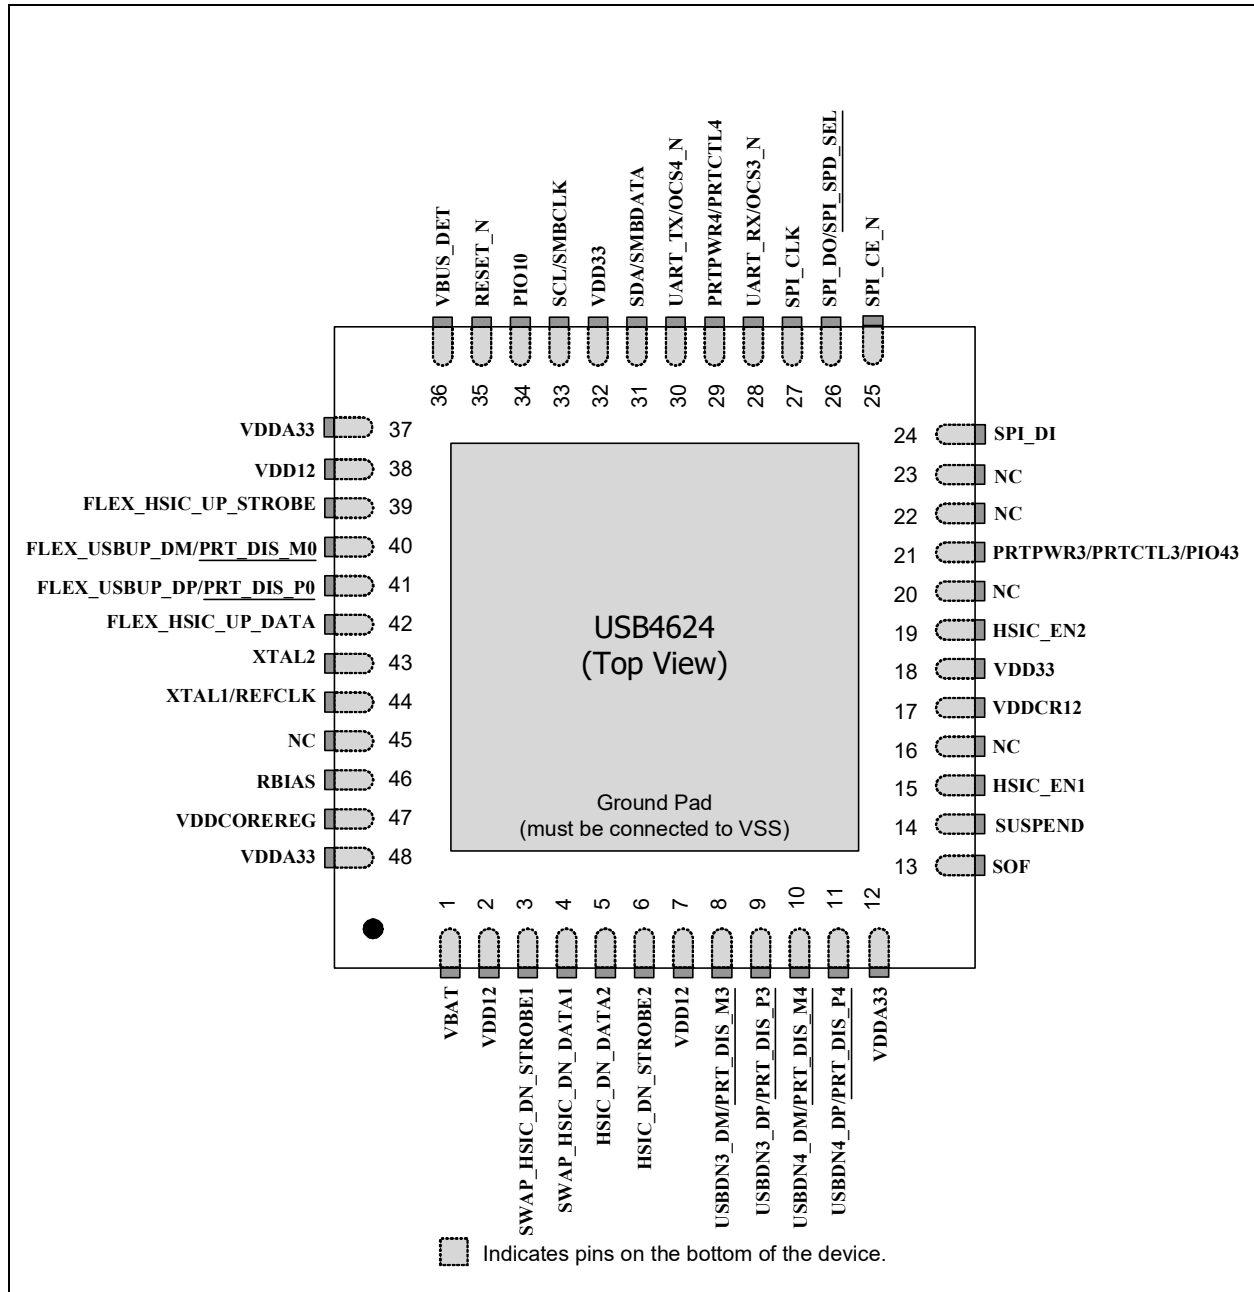 VBUS_DET
RESET_N
PIO10
SCL/SMBCLK
VDD33
SDA/SMBDATA
UART_TX/OCS4_N
PRTPWR4/PRTCTL4
UART_RX/OCS3_N
SPI_CLK
SPI_DO/SPI_SPD_SEL
SPI_CE_N
36
35
34
33
32
31
30
29
28
27
26
25
VDDA33 37
VDD12 38
FLEX_HSIC_UP_STROBE 39
FLEX_USBUP_DM/PRT_DIS_M0 40
FLEX_USBUP_DP/PRT_DIS_P0 41
FLEX_HSIC_UP_DATA 42
XTAL2 43
XTAL1/REFCLK 44
NC 45
RBIAS 46
VDDCOREREG 47
VDDA33 48
USB4624
(Top View)
Ground Pad
(must be connected to VSS)
24 SPI_DI
23 NC
22 NC
21 PRTPWR3/PRTCTL3/PIO43
20 NC
19 HSIC_EN2
18 VDD33
17 VDDCR12
16 NC
15 HSIC_EN1
14 SUSPEND
13 SOF
1
2
3
4
5
6
7
8
9
10
11
12
VBAT
VDD12
SWAP_HSIC_DN_STROBE1
SWAP_HSIC_DN_DATA1
HSIC_DN_DATA2
HSIC_DN_STROBE2
VDD12
USBDN3_DM/PRT_DIS_M3
USBDN3_DP/PRT_DIS_P3
USBDN4_DM/PRT_DIS_M4
USBDN4_DP/PRT_DIS_P4
VDDA33
Indicates pins on the bottom of the device.